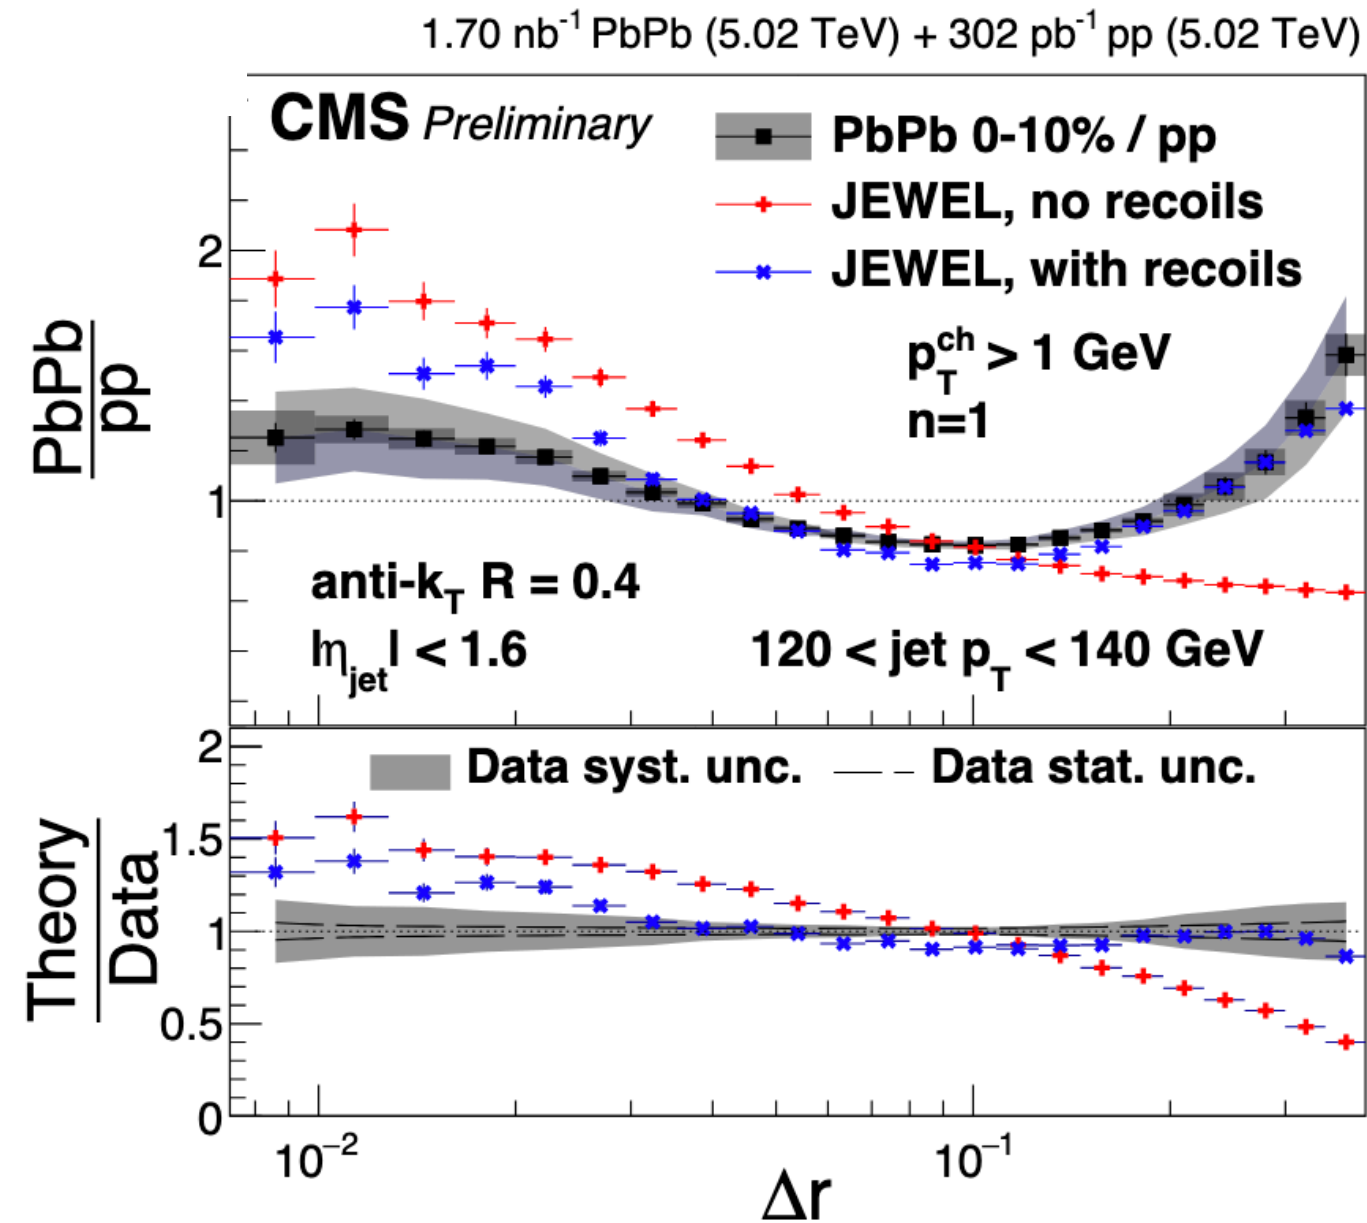 1.70 nb⁻¹ PbPb (5.02 TeV) + 302 pb⁻¹ pp (5.02 TeV)
CMS Preliminary
PbPb 0-10% / pp
JEWEL, no recoils
JEWEL, with recoils
p_T^ch > 1 GeV
n=1
PbPb
pp
2
1
anti-k_T R = 0.4
|η_jet| < 1.6
120 < jet p_T < 140 GeV
Data syst. unc.
Data stat. unc.
Theory
Data
2
1.5
1
0.5
0
10⁻²
10⁻¹
Δr